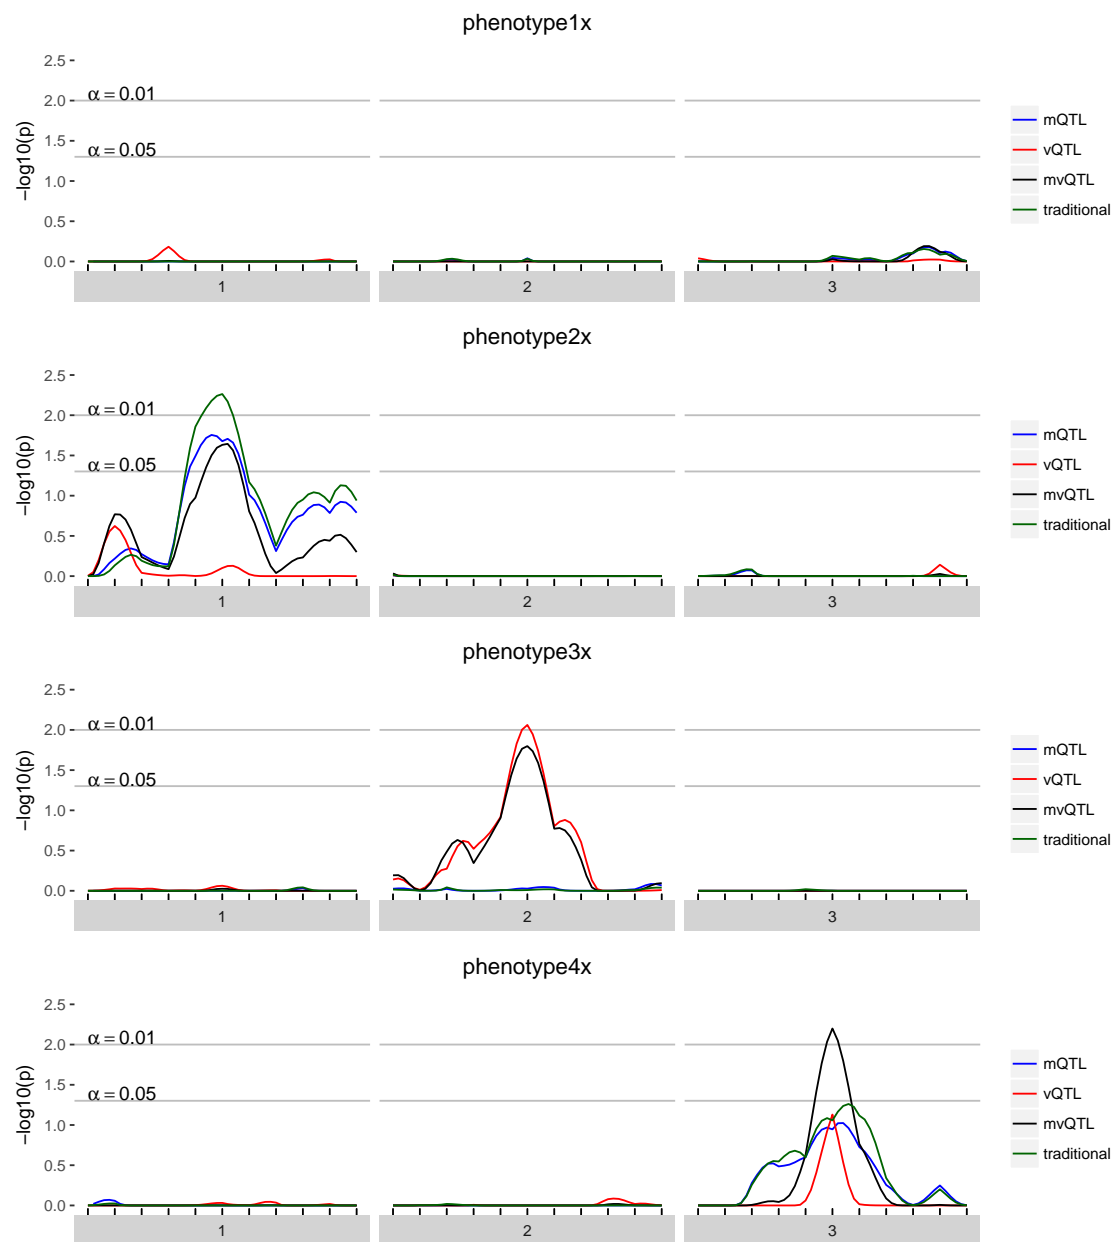 phenotype1x
2.5
2.0
1.5
1.0
0.5
0.0
−log10(p)
α = 0.01
α = 0.05
1
2
3
mQTL
vQTL
mvQTL
traditional
phenotype2x
2.5
2.0
1.5
1.0
0.5
0.0
−log10(p)
α = 0.01
α = 0.05
1
2
3
mQTL
vQTL
mvQTL
traditional
phenotype3x
2.5
2.0
1.5
1.0
0.5
0.0
−log10(p)
α = 0.01
α = 0.05
1
2
3
mQTL
vQTL
mvQTL
traditional
phenotype4x
2.5
2.0
1.5
1.0
0.5
0.0
−log10(p)
α = 0.01
α = 0.05
1
2
3
mQTL
vQTL
mvQTL
traditional